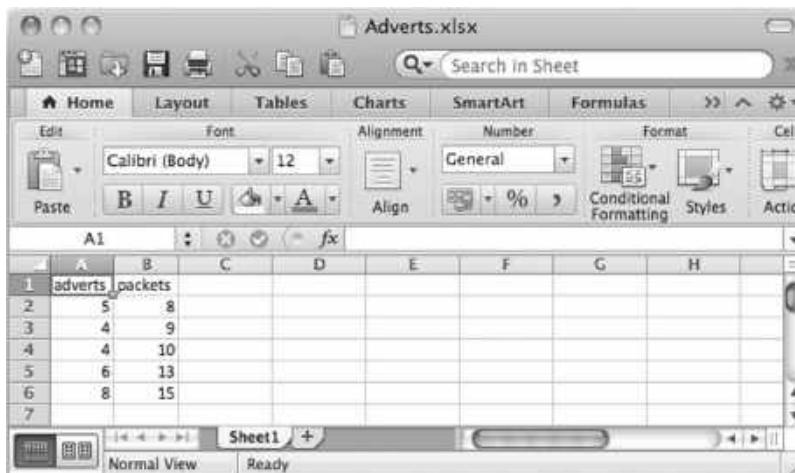 Adverts.xlsx
Search in Sheet
Home Layout Tables Charts SmartArt Formulas
Edit Font Alignment Number Format
Calibri (Body) 12 General
B I U A % Conditional Formatting
Paste Align Styles
A1 fx
A B C D E F G H
1 adverts packets
2 5 8
3 4 9
4 4 10
5 6 13
6 8 15
7
Sheet1 +
Normal View Ready